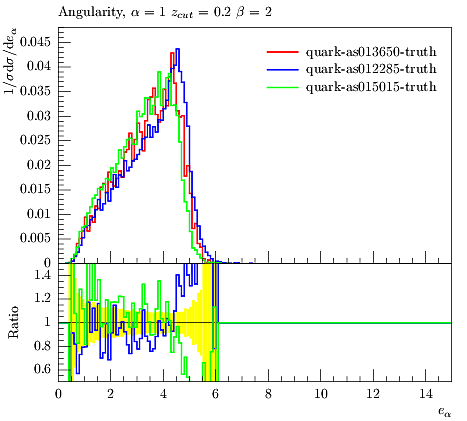 Angularity, α = 1 z_cut = 0.2 β = 2
1/σ dσ/de_α
0.045
0.04
0.035
0.03
0.025
0.02
0.015
0.01
0.005
0
quark-as013650-truth
quark-as012285-truth
quark-as015015-truth
Ratio
1.4
1.2
1
0.8
0.6
0 2 4 6 8 10 12 14
e_α